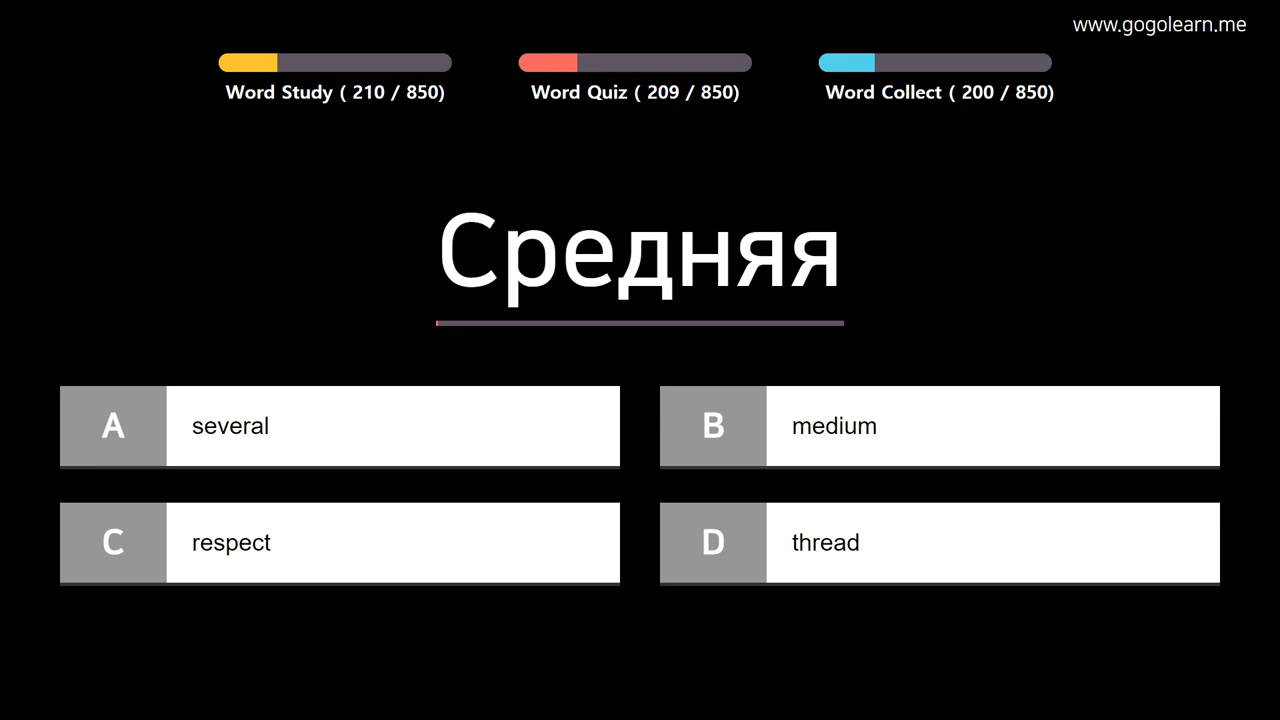 www.gogolearn.me
Word Study ( 210 / 850)
Word Quiz ( 209 / 850)
Word Collect ( 200 / 850)
Средняя
A several
B medium
C respect
D thread